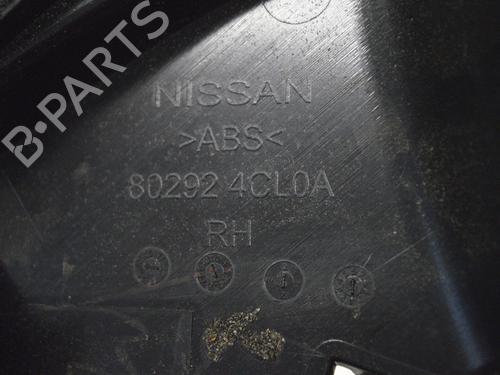 B-PARTS
NISSAN
>ABS<
80292 4CL0A
RH